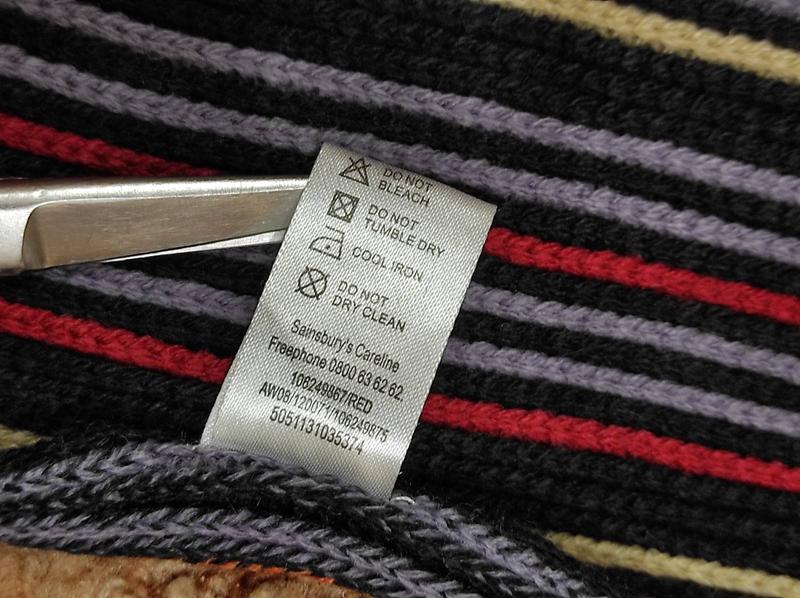 DO NOT
BLEACH
DO NOT
TUMBLE DRY
COOL IRON
DO NOT
DRY CLEAN
Sainsbury's Careline
Freephone 0800 63 62 62.
106249867/RED
AW08/120071/106249875
5051131035374